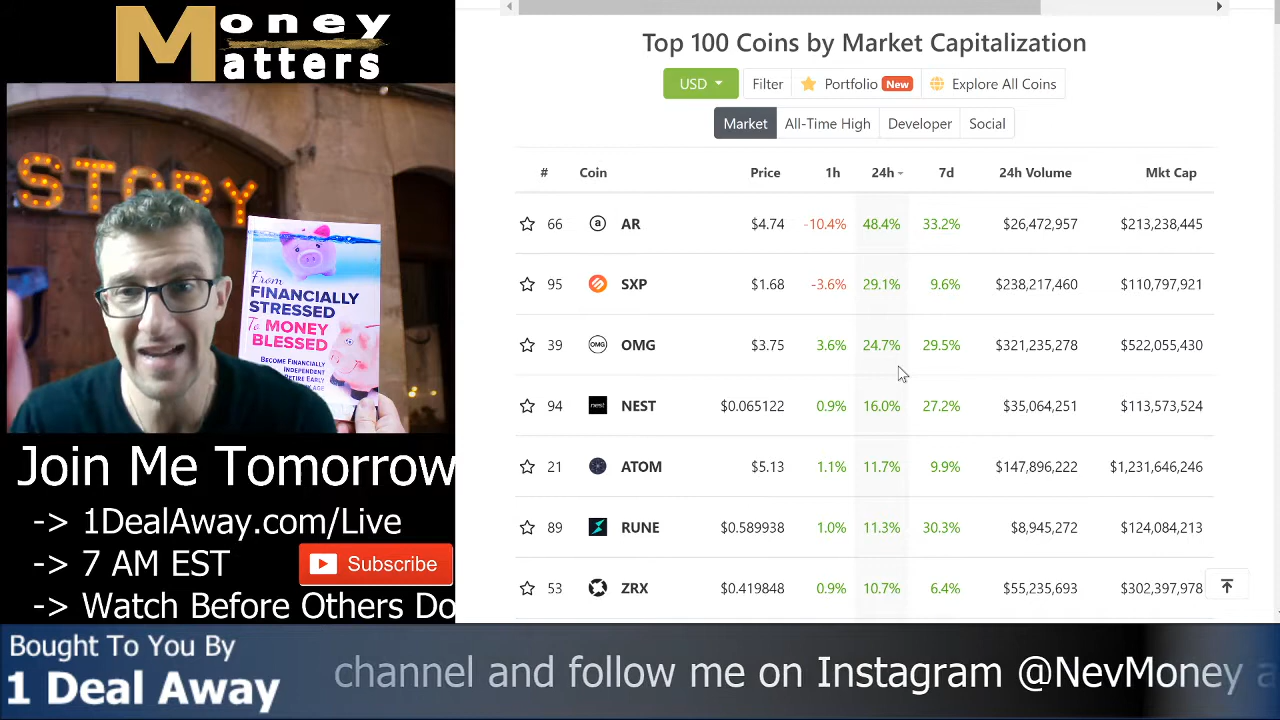 Money
Matters
STORY
From
FINANCIALLY
STRESSED
To MONEY
BLESSED
BECOME FINANCIALLY
INDEPENDENT
RETIRE EARLY
AGE
Join Me Tomorrow
-> 1DealAway.com/Live
-> 7 AM EST
Subscribe
-> Watch Before Others Do
Top 100 Coins by Market Capitalization
USD Filter Portfolio New Explore All Coins
Market All-Time High Developer Social
# Coin Price 1h 24h 7d 24h Volume Mkt Cap
66 AR $4.74 -10.4% 48.4% 33.2% $26,472,957 $213,238,445
95 SXP $1.68 -3.6% 29.1% 9.6% $238,217,460 $110,797,921
39 OMG OMG $3.75 3.6% 24.7% 29.5% $321,235,278 $522,055,430
94 nest NEST $0.065122 0.9% 16.0% 27.2% $35,064,251 $113,573,524
21 ATOM $5.13 1.1% 11.7% 9.9% $147,896,222 $1,231,646,246
89 RUNE $0.589938 1.0% 11.3% 30.3% $8,945,272 $124,084,213
53 ZRX $0.419848 0.9% 10.7% 6.4% $55,235,693 $302,397,978
Bought To You By
1 Deal Away
channel and follow me on Instagram @NevMoney a